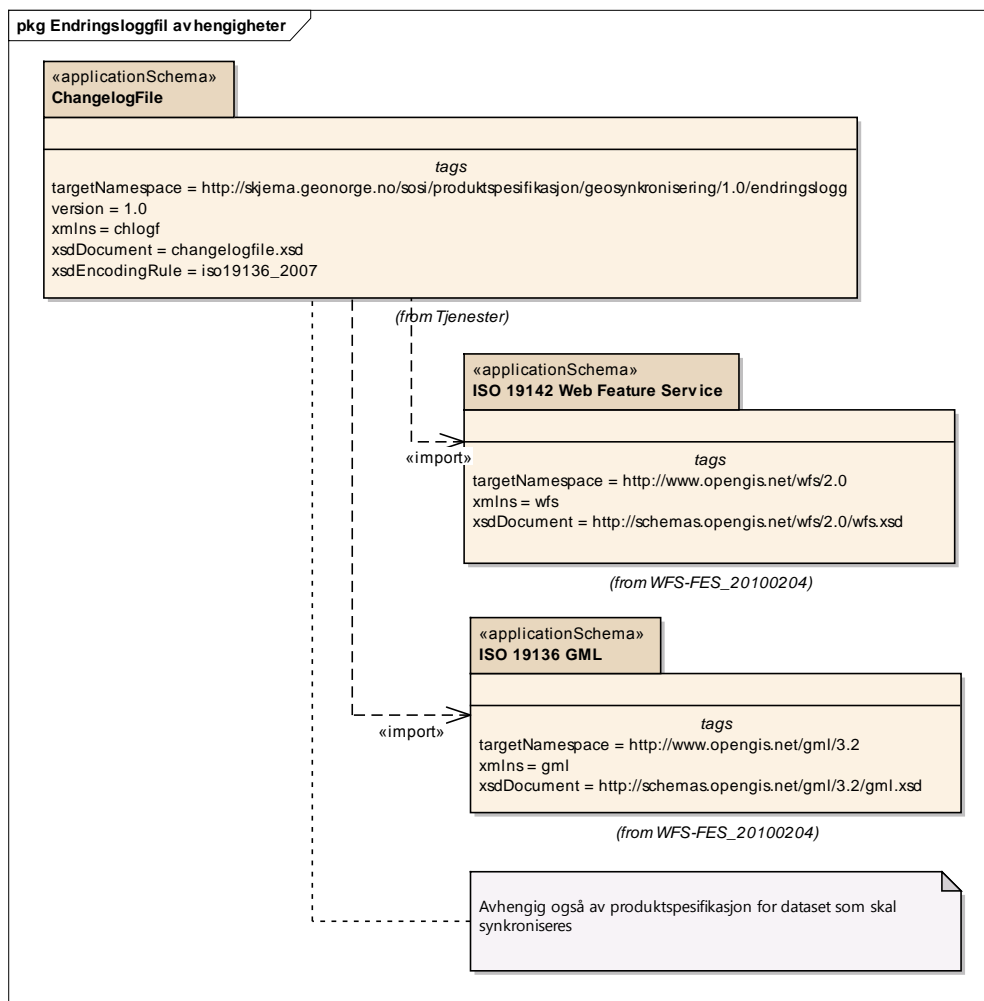 pkg Endringsloggfil avhengigheter
«applicationSchema»
ChangelogFile
tags
targetNamespace = http://skjema.geonorge.no/sosi/produktspesifikasjon/geosynkronisering/1.0/endringslogg
version = 1.0
xmlns = chlogf
xsdDocument = changelogfile.xsd
xsdEncodingRule = iso19136_2007
(from Tjenester)
«applicationSchema»
ISO 19142 Web Feature Service
«import»
tags
targetNamespace = http://www.opengis.net/wfs/2.0
xmlns = wfs
xsdDocument = http://schemas.opengis.net/wfs/2.0/wfs.xsd
(from WFS-FES_20100204)
«applicationSchema»
ISO 19136 GML
«import»
tags
targetNamespace = http://www.opengis.net/gml/3.2
xmlns = gml
xsdDocument = http://schemas.opengis.net/gml/3.2/gml.xsd
(from WFS-FES_20100204)
Avhengig også av produktspesifikasjon for dataset som skal
synkroniseres